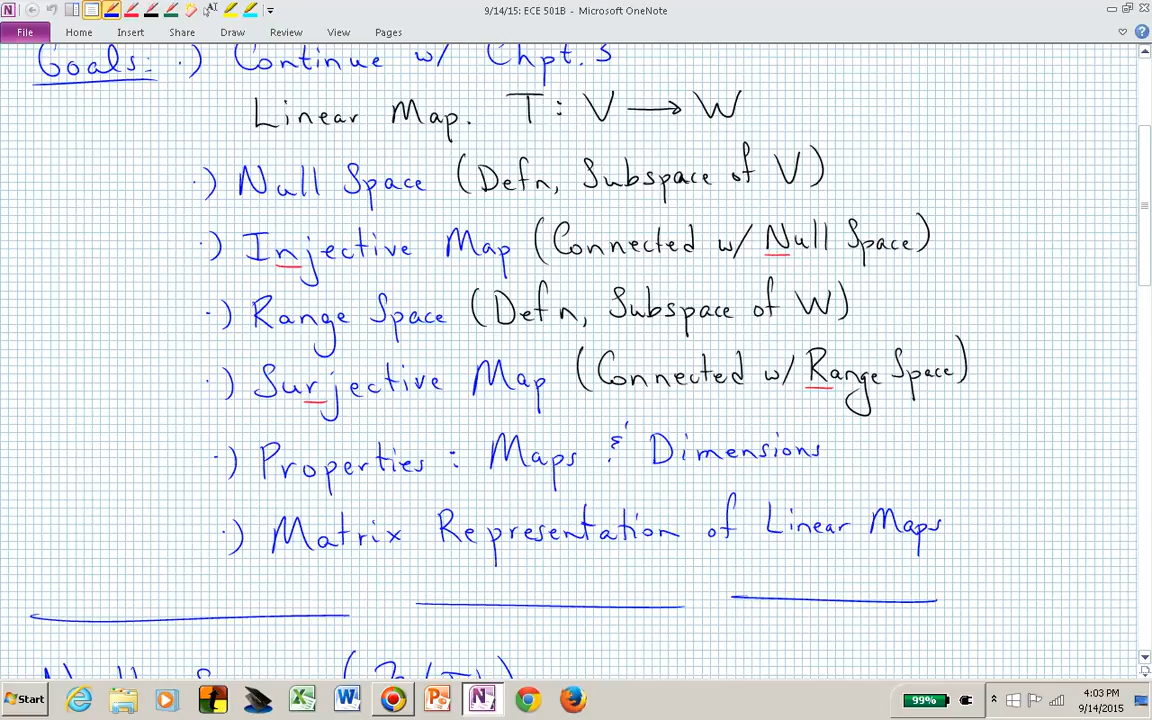 9/14/15: ECE 501B - Microsoft OneNote
File Home Insert Share Draw Review View Pages
Goals: ·) Continue w/ Chpt. 3
Linear Map. T: V → W
·) Null Space (Defn, Subspace of V)
·) Injective Map (Connected w/ Null Space)
·) Range Space (Defn, Subspace of W)
·) Surjective Map (Connected w/ Range Space)
·) Properties: Maps & Dimensions
·) Matrix Representation of Linear Maps
Start
99%
4:03 PM
9/14/2015